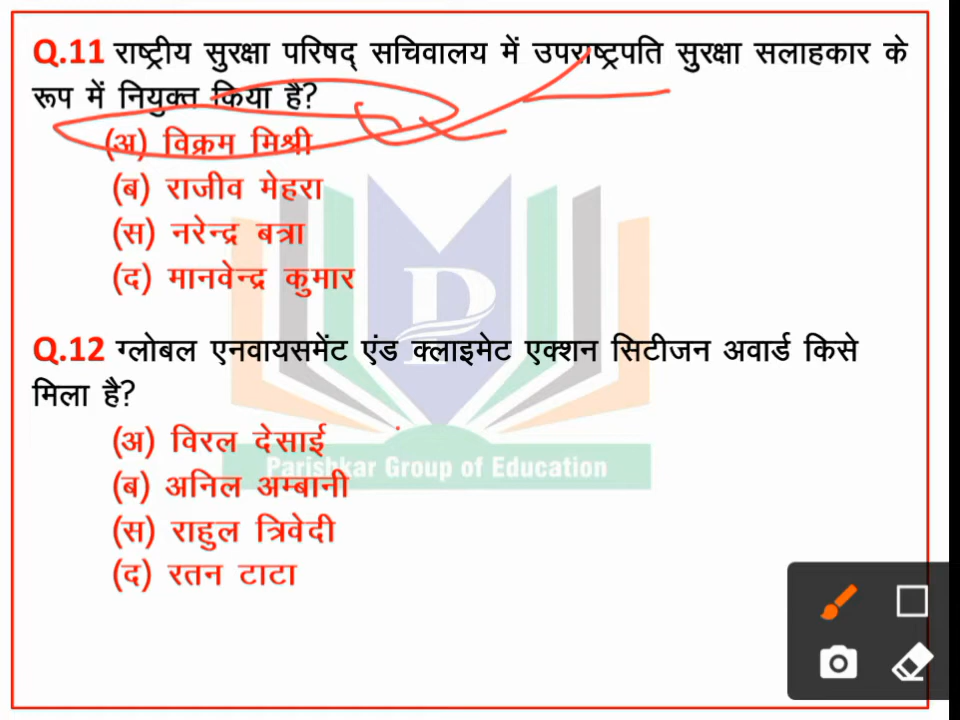 Q.11 राष्ट्रीय सुरक्षा परिषद् सचिवालय में उपराष्ट्रपति सुरक्षा सलाहकार के
रूप में नियुक्त किया हैं?
(अ) विक्रम मिश्री
(ब) राजीव मेहरा
(स) नरेन्द्र बत्रा
(द) मानवेन्द्र कुमार
Q.12 ग्लोबल एनवायसमेंट एंड क्लाइमेट एक्शन सिटीजन अवार्ड किसे
मिला है?
(अ) विरल देसाई
(ब) अनिल अम्बानी
(स) राहुल त्रिवेदी
(द) रतन टाटा
P
Parishkar Group of Education